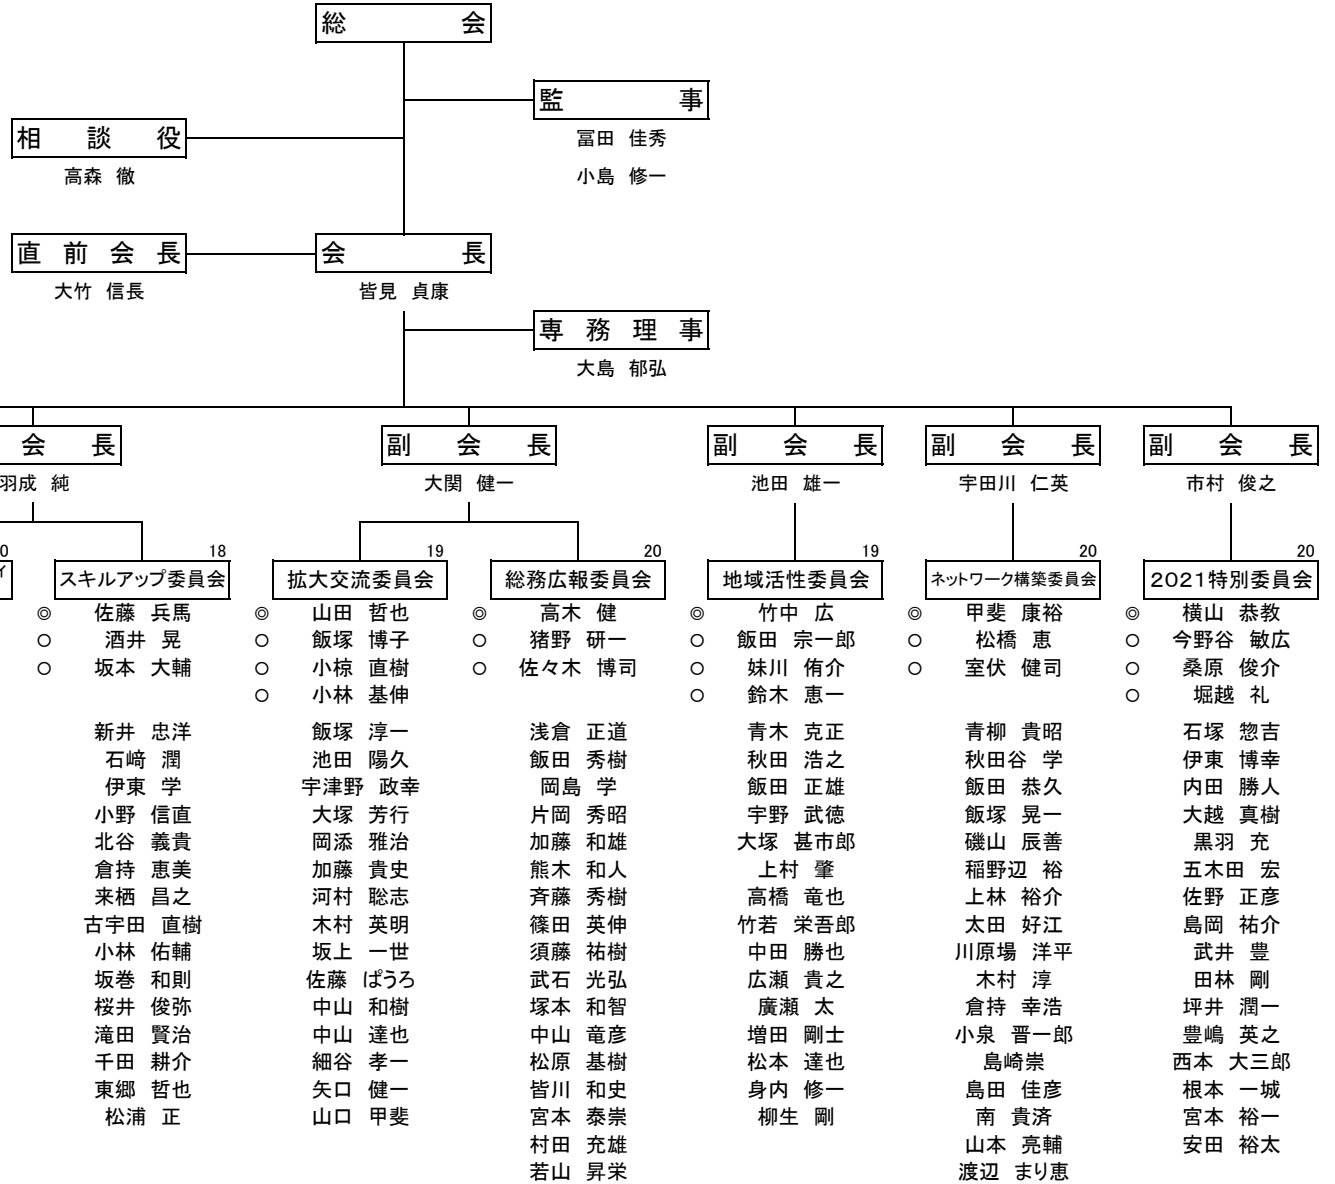 総会
監事
冨田 佳秀
小島 修一
相談役
高森 徹
直前会長
大竹 信長
会長
皆見 貞康
専務理事
大島 郁弘
会長
羽成 純
副会長
大関 健一
副会長
池田 雄一
副会長
宇田川 仁英
副会長
市村 俊之
0
イ
18
スキルアップ委員会
◎ 佐藤 兵馬
○ 酒井 晃
○ 坂本 大輔
新井 忠洋
石﨑 潤
伊東 学
小野 信直
北谷 義貴
倉持 恵美
来栖 昌之
古宇田 直樹
小林 佑輔
坂巻 和則
桜井 俊弥
滝田 賢治
千田 耕介
東郷 哲也
松浦 正
19
拡大交流委員会
◎ 山田 哲也
○ 飯塚 博子
○ 小椋 直樹
○ 小林 基伸
飯塚 淳一
池田 陽久
宇津野 政幸
大塚 芳行
岡添 雅治
加藤 貴史
河村 聡志
木村 英明
坂上 一世
佐藤 ぱうろ
中山 和樹
中山 達也
細谷 孝一
矢口 健一
山口 甲斐
20
総務広報委員会
◎ 高木 健
○ 猪野 研一
○ 佐々木 博司
浅倉 正道
飯田 秀樹
岡島 学
片岡 秀昭
加藤 和雄
熊木 和人
斉藤 秀樹
篠田 英伸
須藤 祐樹
武石 光弘
塚本 和智
中山 竜彦
松原 基樹
皆川 和史
宮本 泰崇
村田 充雄
若山 昇栄
19
地域活性委員会
◎ 竹中 広
○ 飯田 宗一郎
○ 妹川 侑介
○ 鈴木 恵一
青木 克正
秋田 浩之
飯田 正雄
宇野 武徳
大塚 甚市郎
上村 肇
高橋 竜也
竹若 栄吾郎
中田 勝也
広瀬 貴之
廣瀬 太
増田 剛士
松本 達也
身内 修一
柳生 剛
20
ネットワーク構築委員会
◎ 甲斐 康裕
○ 松橋 恵
○ 室伏 健司
青柳 貴昭
秋田谷 学
飯田 恭久
飯塚 晃一
磯山 辰善
稲野辺 裕
上林 裕介
太田 好江
川原場 洋平
木村 淳
倉持 幸浩
小泉 晋一郎
島崎崇
島田 佳彦
南 貴済
山本 亮輔
渡辺 まり恵
20
2021特別委員会
◎ 横山 恭教
○ 今野谷 敏広
○ 桑原 俊介
○ 堀越 礼
石塚 惣吉
伊東 博幸
内田 勝人
大越 真樹
黒羽 充
五木田 宏
佐野 正彦
島岡 祐介
武井 豊
田林 剛
坪井 潤一
豊嶋 英之
西本 大三郎
根本 一城
宮本 裕一
安田 裕太